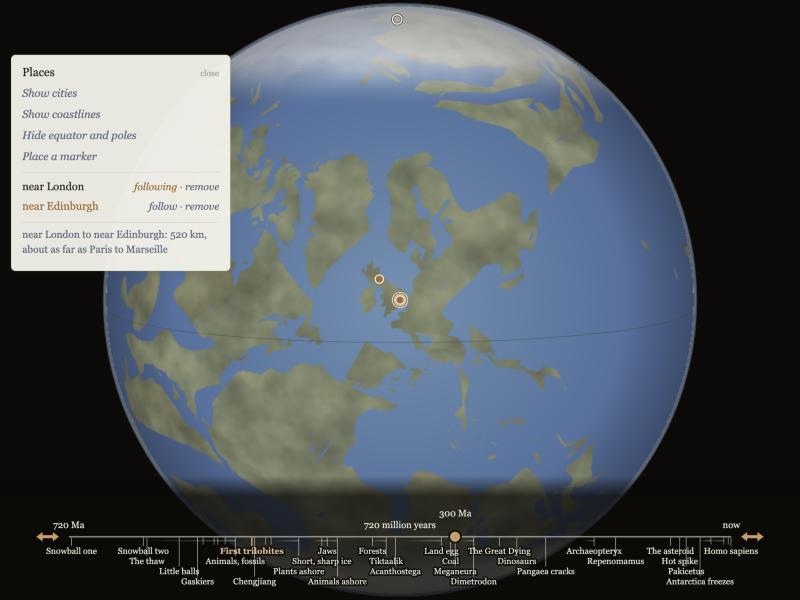 Places close
Show cities
Show coastlines
Hide equator and poles
Place a marker
near London following · remove
near Edinburgh follow · remove
near London to near Edinburgh: 520 km,
about as far as Paris to Marseille
300 Ma
720 Ma 720 million years now
Snowball one Snowball two First trilobites Jaws Forests Land egg The Great Dying Archaeopteryx The asteroid Homo sapiens
The thaw Animals, fossils Short, sharp ice Tiktaalik Coal Dinosaurs Repenomamus Hot spike
Little balls Plants ashore Acanthostega Meganeura Pangaea cracks Pakicetus
Gaskiers Chengjiang Animals ashore Dimetrodon Antarctica freezes